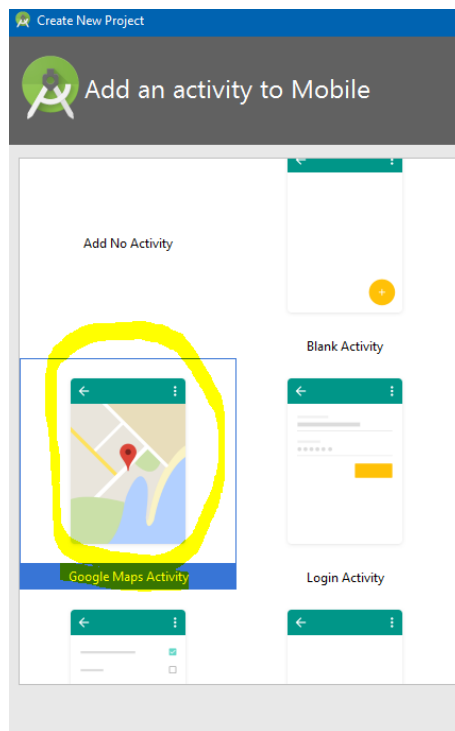 Create New Project
Add an activity to Mobile
Add No Activity
Blank Activity
Google Maps Activity
Login Activity